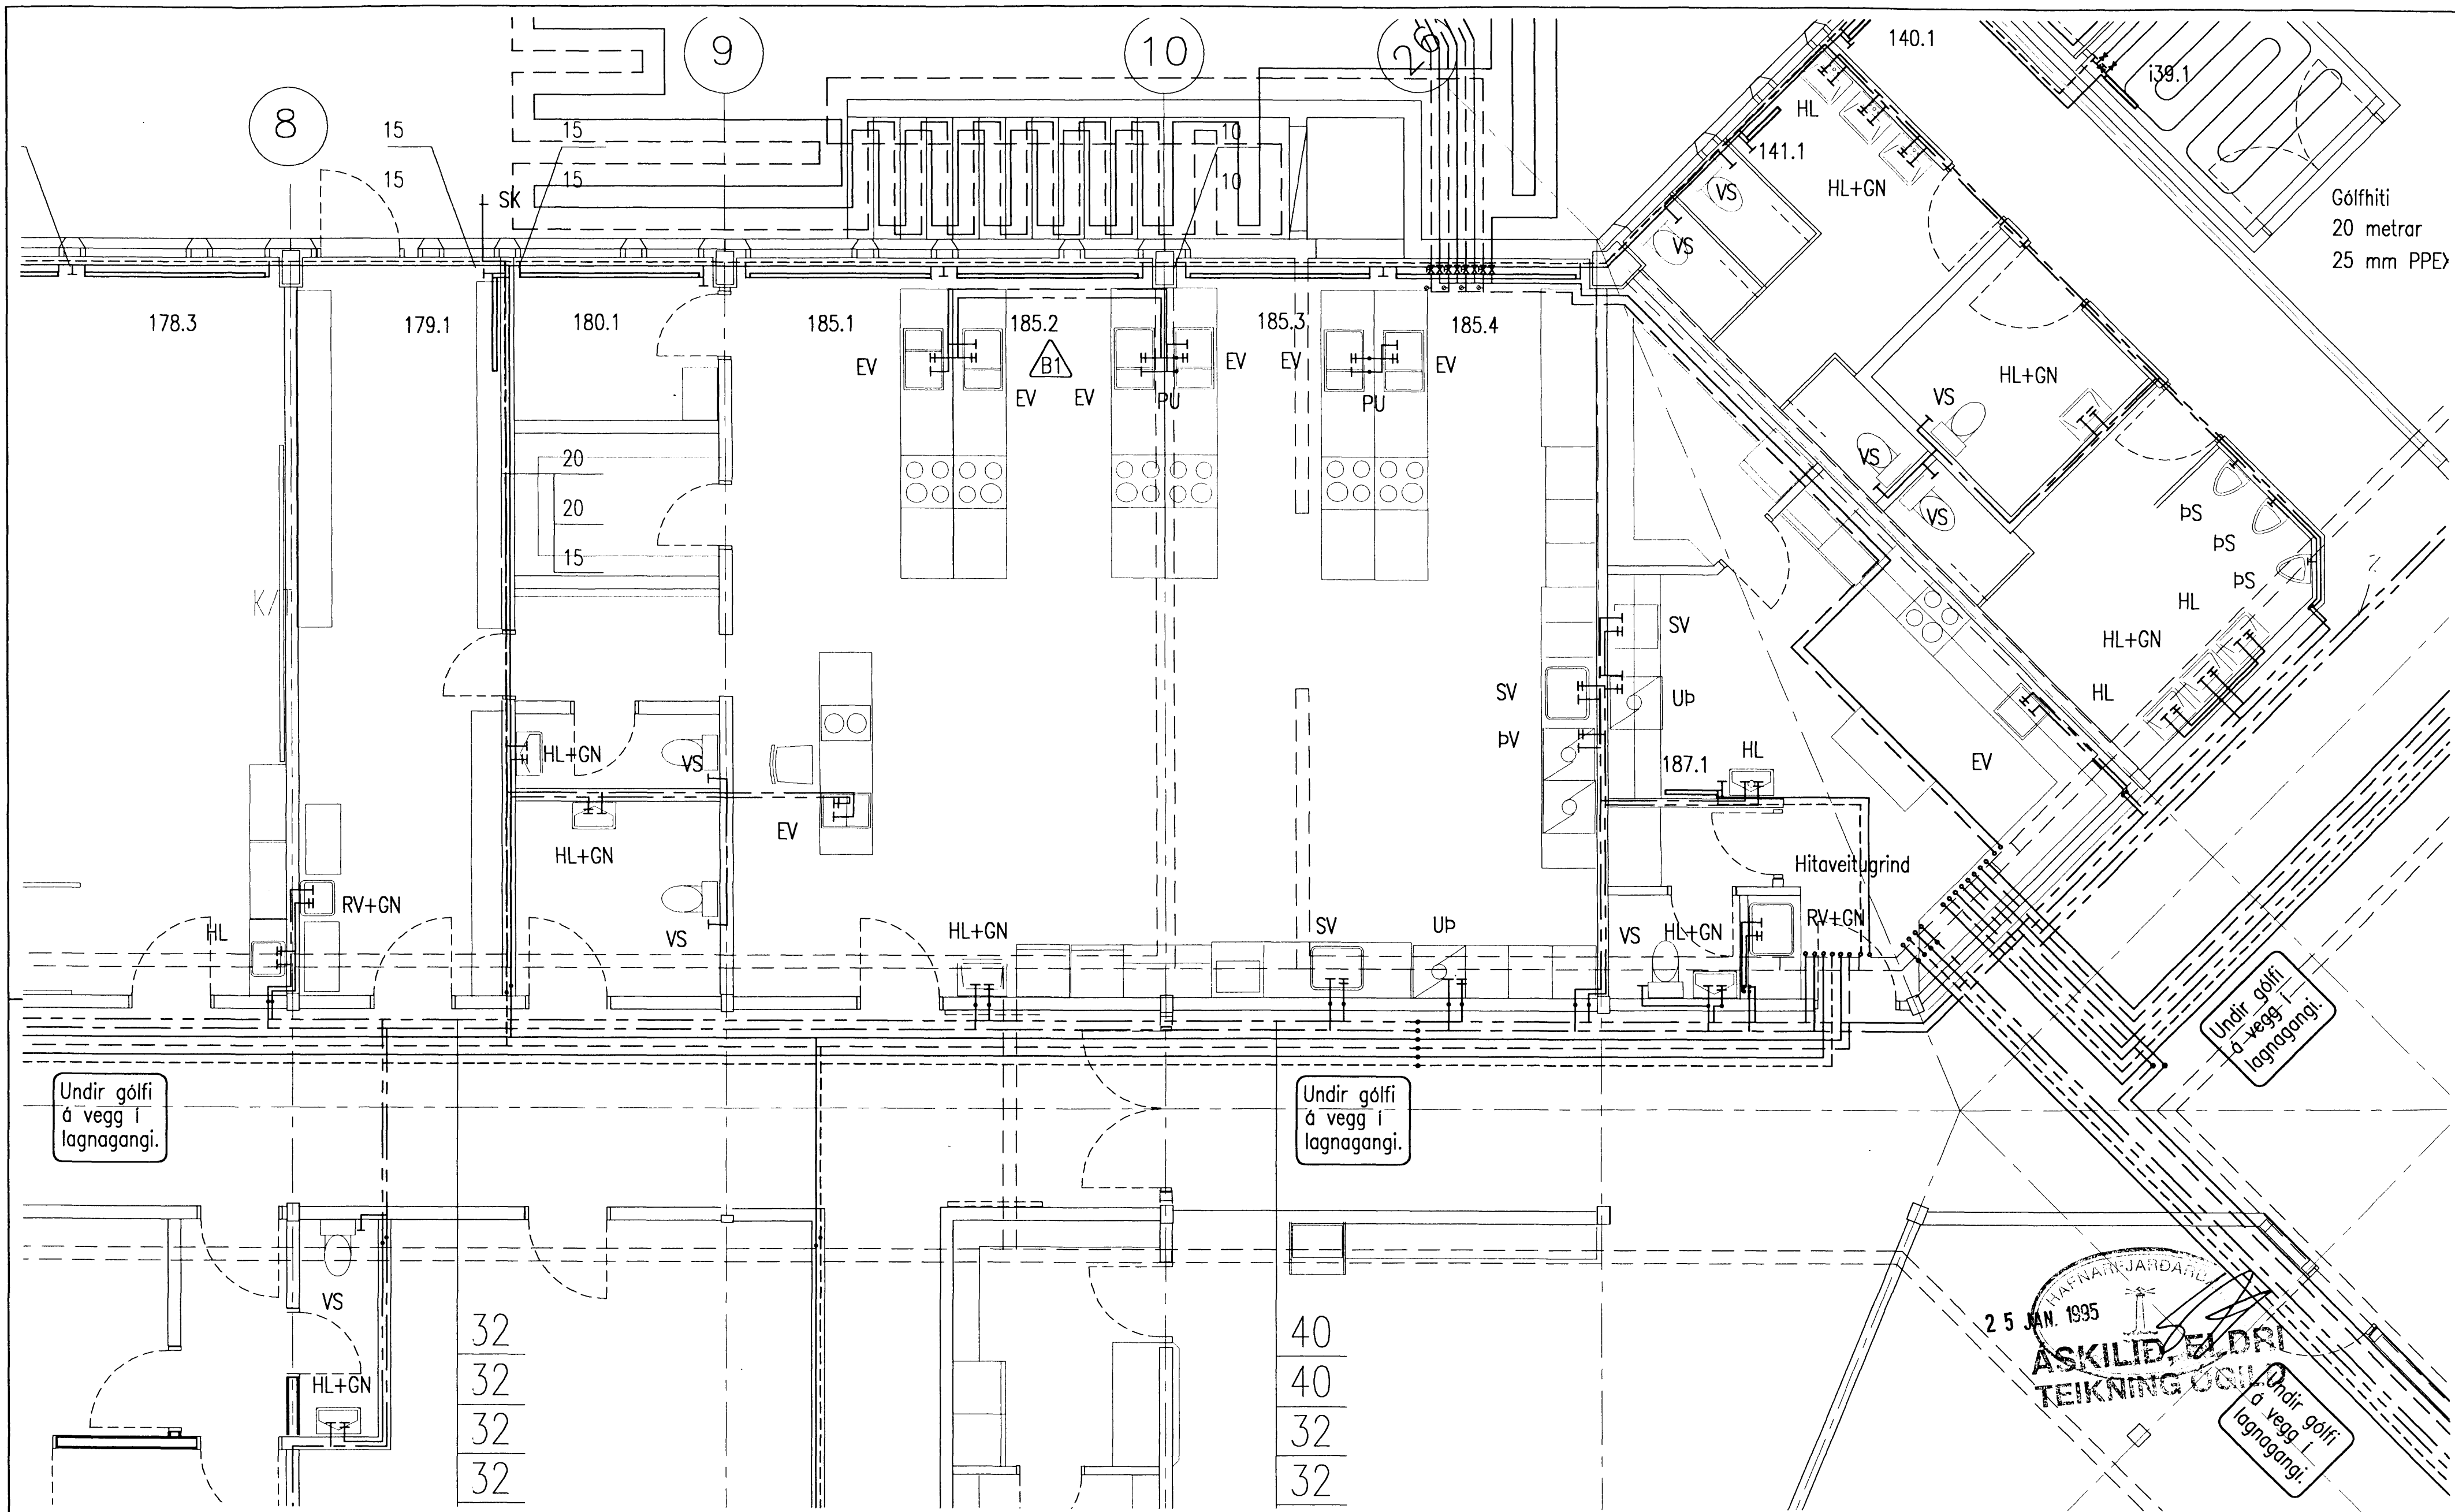 8
9
10
26
140.1
139.1
15
15
15
15
10
10
SK
HL
141.1
VS
HL+GN
VS
Gólfhiti
20 metrar
25 mm PPEX
178.3
179.1
180.1
185.1
185.2
185.3
185.4
EV
B1
EV
EV
EV
EV
EV
PU
PU
HL+GN
VS
VS
VS
20
20
15
ÞS
ÞS
ÞS
HL
HL+GN
HL
SV
UÞ
SV
ÞV
187.1
HL
EV
HL+GN
VS
EV
HL+GN
Hitaveitugrind
RV+GN
HL
VS
HL+GN
SV
UÞ
VS
HL+GN
RV+GN
Undir gólfi
á vegg í
lagnagangi.
Undir gólfi
á vegg í
lagnagangi.
Undir gólfi
á vegg í
lagnagangi.
VS
HL+GN
32
32
32
32
40
40
32
32
HAFNARFJARÐAR
25 JAN. 1995
ÁSKILIÐ, ELDRI
TEIKNING ÓGILD
Undir gólfi
á vegg í
lagnagangi.